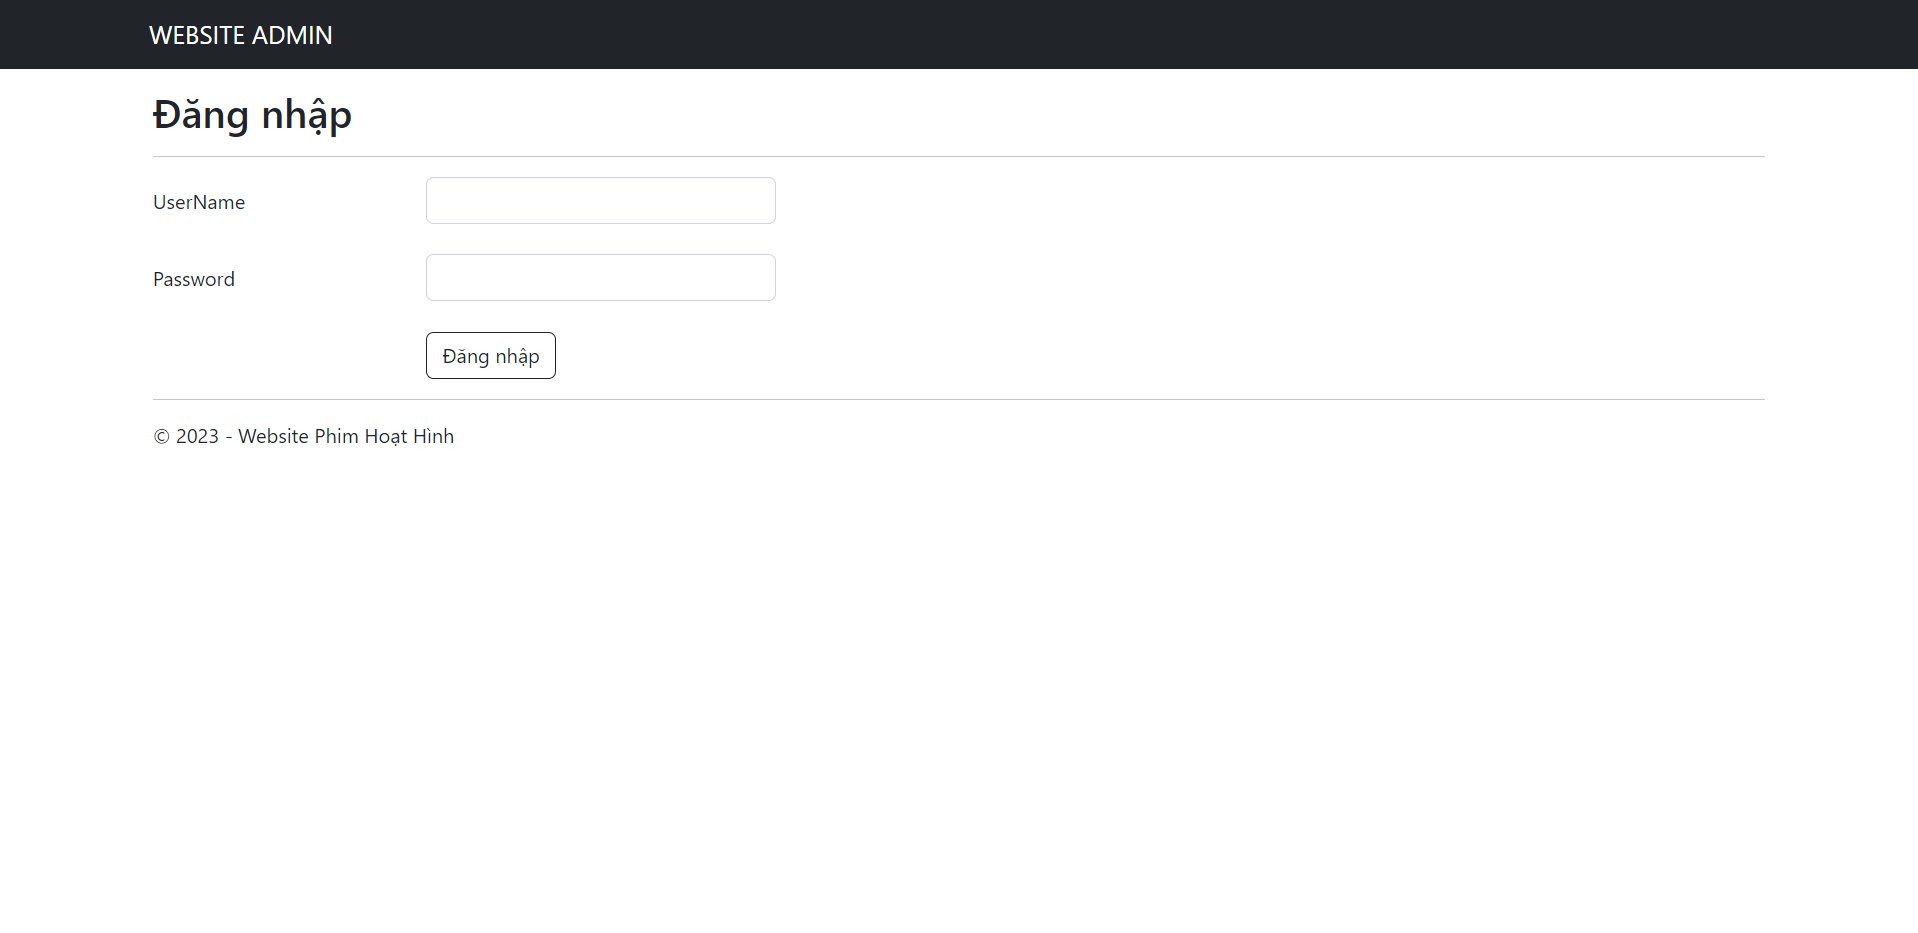 WEBSITE ADMIN
Đăng nhập
UserName
Password
Đăng nhập
© 2023 - Website Phim Hoạt Hình